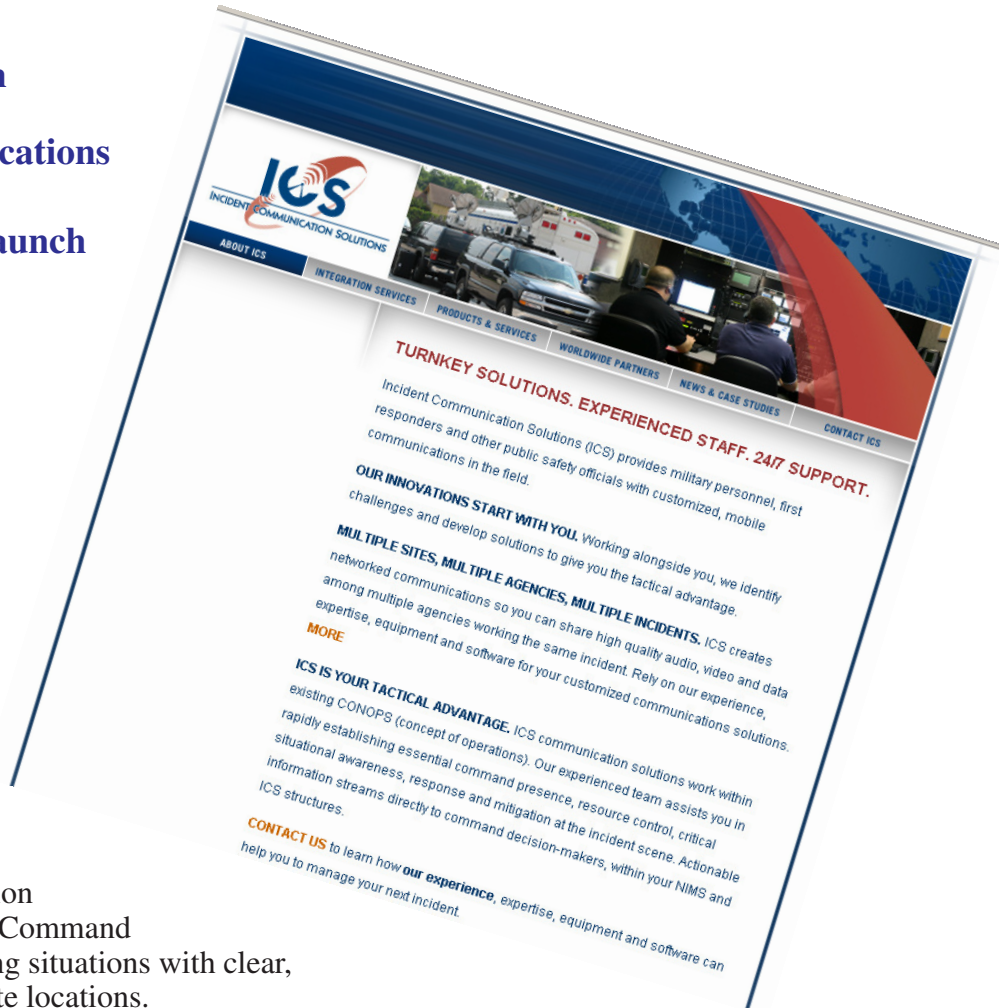 n
cations
aunch
ICS
INCIDENT COMMUNICATION SOLUTIONS
ABOUT ICS
INTEGRATION SERVICES
PRODUCTS & SERVICES
WORLDWIDE PARTNERS
NEWS & CASE STUDIES
CONTACT ICS
TURNKEY SOLUTIONS. EXPERIENCED STAFF. 24/7 SUPPORT.
Incident Communication Solutions (ICS) provides military personnel, first
responders and other public safety officials with customized, mobile
communications in the field.
OUR INNOVATIONS START WITH YOU. Working alongside you, we identify
challenges and develop solutions to give you the tactical advantage.
MULTIPLE SITES, MULTIPLE AGENCIES, MULTIPLE INCIDENTS. ICS creates
networked communications so you can share high quality audio, video and data
among multiple agencies working the same incident. Rely on our experience,
expertise, equipment and software for your customized communications solutions.
MORE
ICS IS YOUR TACTICAL ADVANTAGE. ICS communication solutions work within
existing CONOPS (concept of operations). Our experienced team assists you in
rapidly establishing essential command presence, resource control, critical
situational awareness, response and mitigation at the incident scene. Actionable
information streams directly to command decision-makers, within your NIMS and
ICS structures.
CONTACT US to learn how our experience, expertise, equipment and software can
help you to manage your next incident.
on
Command
ng situations with clear,
te locations.